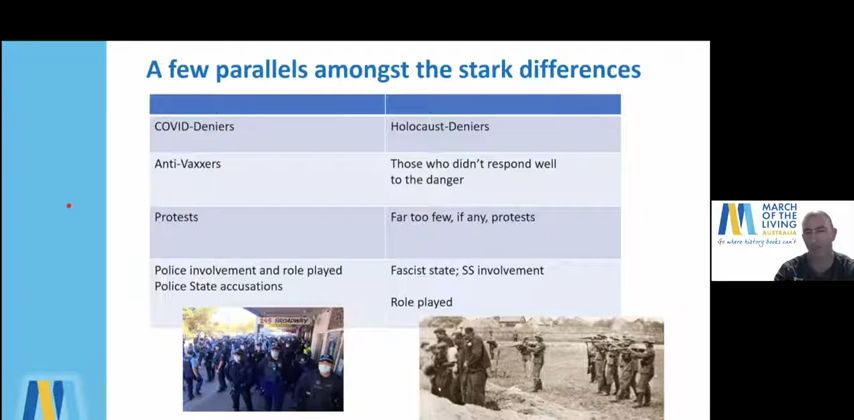 A few parallels amongst the stark differences
COVID-Deniers
Holocaust-Deniers
Anti-Vaxxers
Those who didn't respond well
to the danger
Protests
Far too few, if any, protests
Police involvement and role played
Police State accusations
Fascist state; SS involvement
Role played
BROADWAY
MARCH
OF THE
LIVING
AUSTRALIA
Go where history books can't